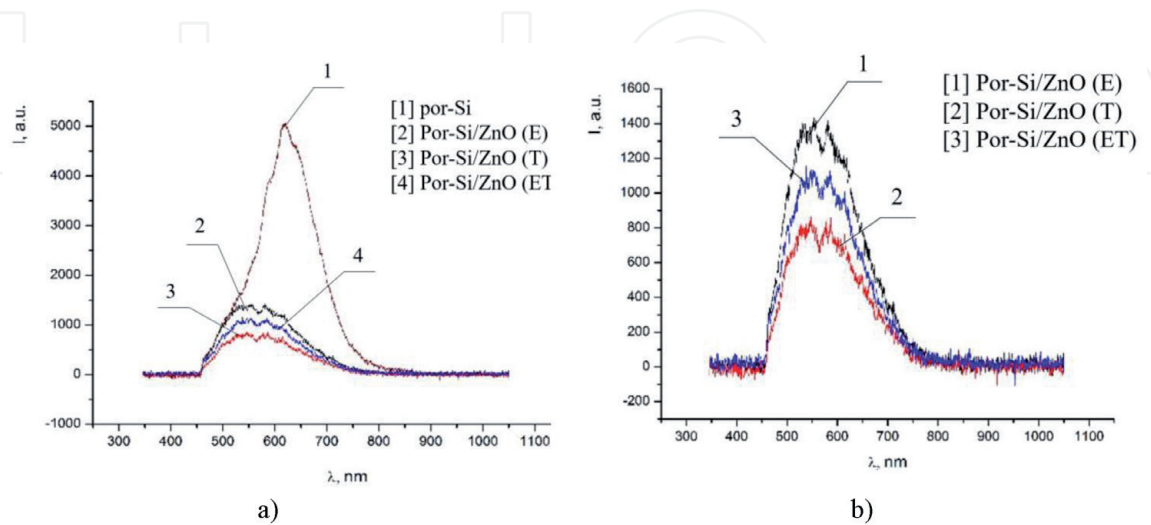 1
[1] por-Si
[2] Por-Si/ZnO (E)
[3] Por-Si/ZnO (T)
[4] Por-Si/ZnO (ET
I, a.u.
5000
4000
3000
2000
1000
0
-1000
2
3
4
300 400 500 600 700 800 900 1000 1100
λ, nm
a)
1
[1] Por-Si/ZnO (E)
[2] Por-Si/ZnO (T)
[3] Por-Si/ZnO (ET)
I, a.u.
1600
1400
1200
1000
800
600
400
200
0
-200
3
2
300 400 500 600 700 800 900 1000 1100
λ, nm
b)